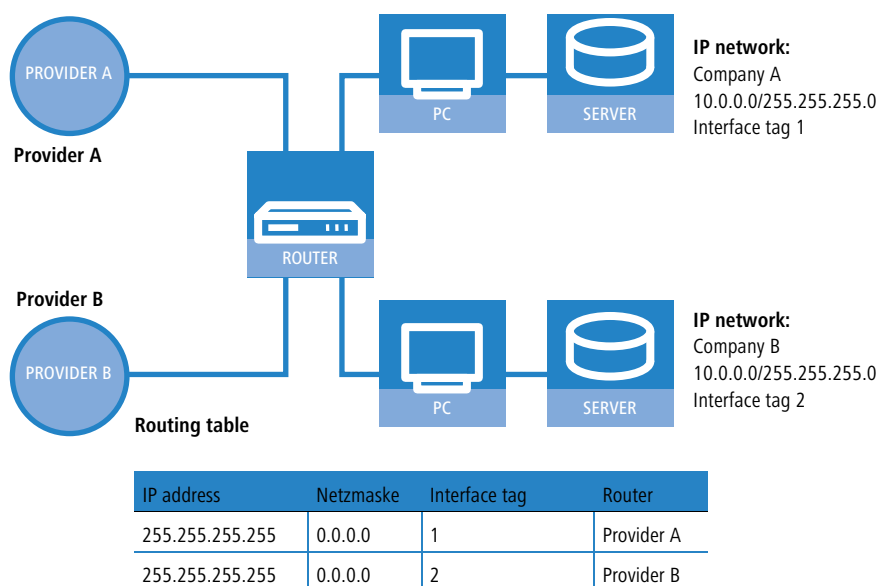 PROVIDER A
Provider A
PC
SERVER
IP network:
Company A
10.0.0.0/255.255.255.0
Interface tag 1
ROUTER
Provider B
PROVIDER B
PC
SERVER
IP network:
Company B
10.0.0.0/255.255.255.0
Interface tag 2
Routing table
IP address Netzmaske Interface tag Router
255.255.255.255 0.0.0.0 1 Provider A
255.255.255.255 0.0.0.0 2 Provider B